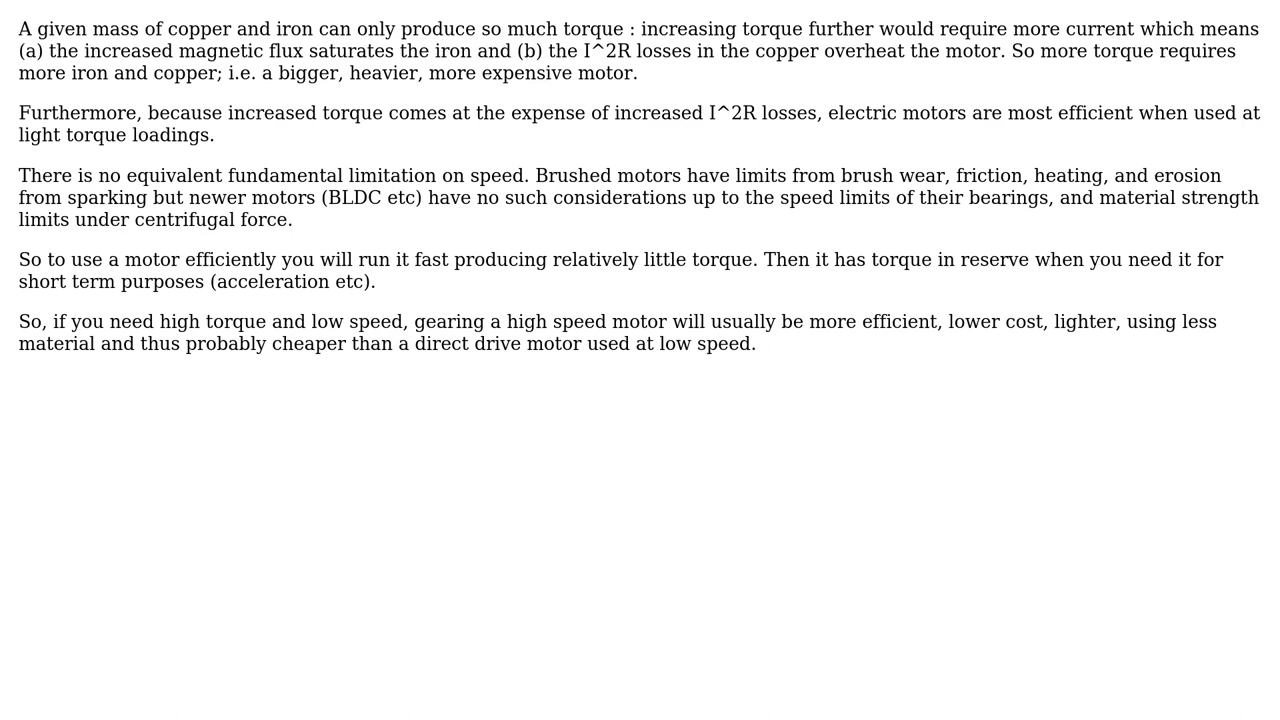 A given mass of copper and iron can only produce so much torque : increasing torque further would require more current which means
(a) the increased magnetic flux saturates the iron and (b) the I^2R losses in the copper overheat the motor. So more torque requires
more iron and copper; i.e. a bigger, heavier, more expensive motor.
Furthermore, because increased torque comes at the expense of increased I^2R losses, electric motors are most efficient when used at
light torque loadings.
There is no equivalent fundamental limitation on speed. Brushed motors have limits from brush wear, friction, heating, and erosion
from sparking but newer motors (BLDC etc) have no such considerations up to the speed limits of their bearings, and material strength
limits under centrifugal force.
So to use a motor efficiently you will run it fast producing relatively little torque. Then it has torque in reserve when you need it for
short term purposes (acceleration etc).
So, if you need high torque and low speed, gearing a high speed motor will usually be more efficient, lower cost, lighter, using less
material and thus probably cheaper than a direct drive motor used at low speed.